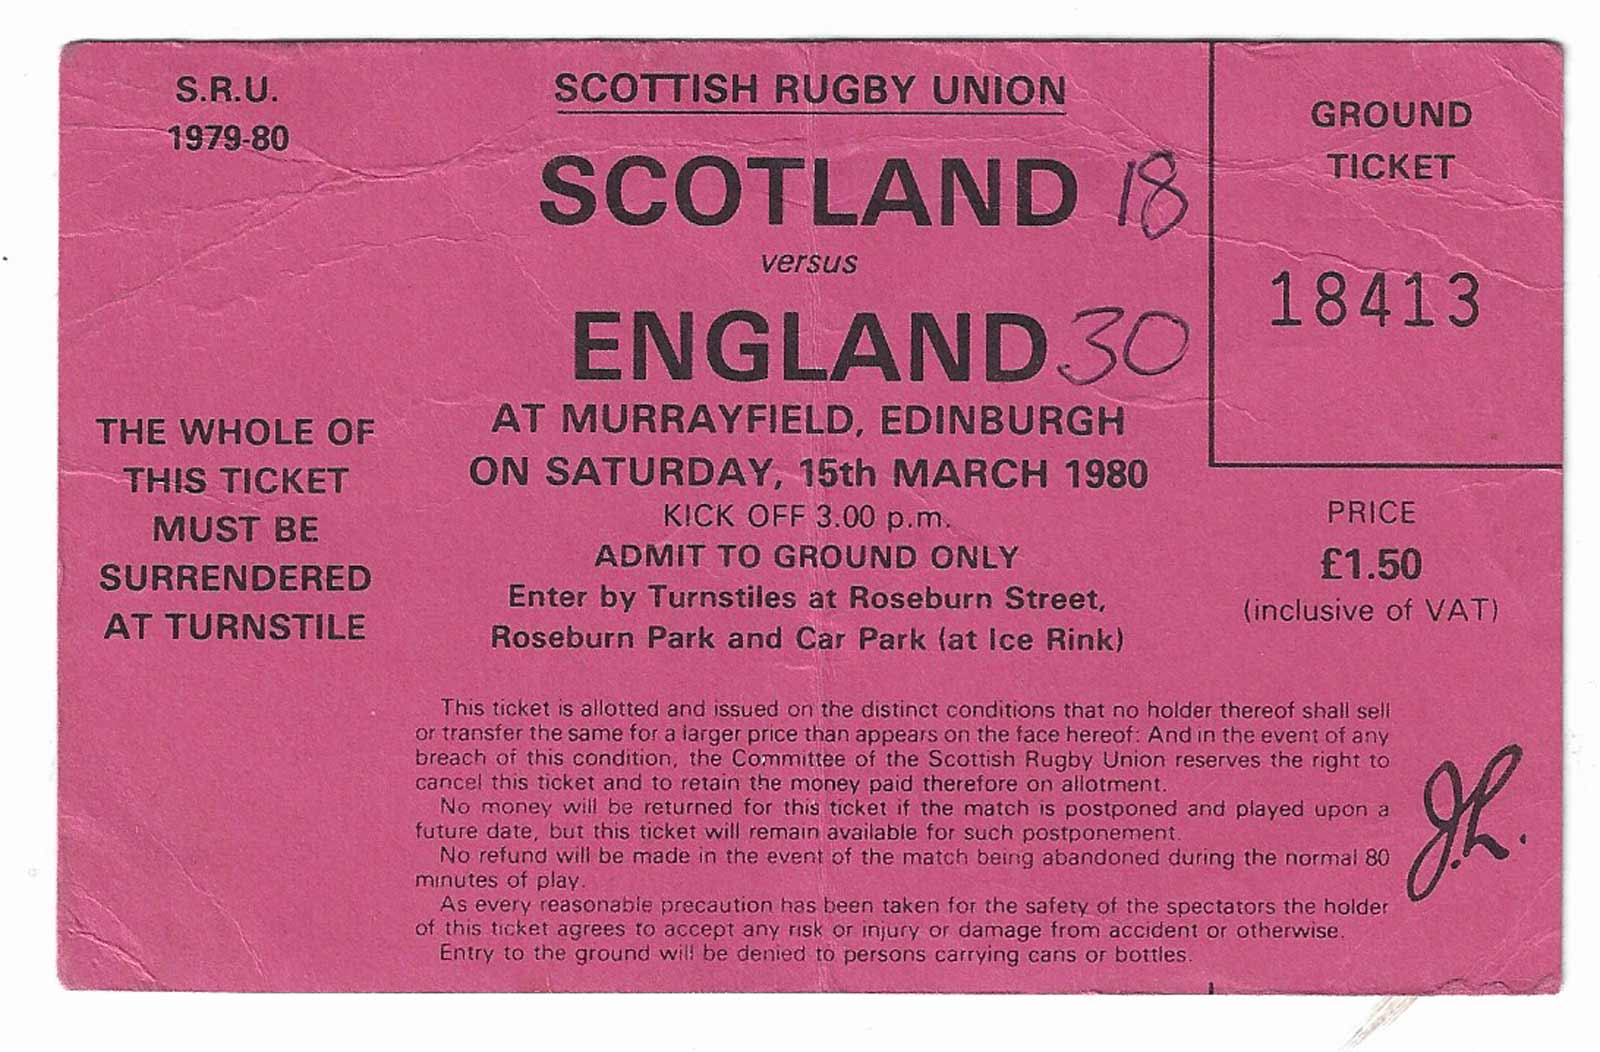 S.R.U.
1979-80
SCOTTISH RUGBY UNION
SCOTLAND 18
versus
ENGLAND 30
AT MURRAYFIELD, EDINBURGH
ON SATURDAY, 15th MARCH 1980
KICK OFF 3.00 p.m.
ADMIT TO GROUND ONLY
Enter by Turnstiles at Roseburn Street,
Roseburn Park and Car Park (at Ice Rink)
THE WHOLE OF
THIS TICKET
MUST BE
SURRENDERED
AT TURNSTILE
GROUND
TICKET
18413
PRICE
£1.50
(inclusive of VAT)
This ticket is allotted and issued on the distinct conditions that no holder thereof shall sell
or transfer the same for a larger price than appears on the face hereof: And in the event of any
breach of this condition, the Committee of the Scottish Rugby Union reserves the right to
cancel this ticket and to retain the money paid therefore on allotment.
No money will be returned for this ticket if the match is postponed and played upon a
future date, but this ticket will remain available for such postponement.
No refund will be made in the event of the match being abandoned during the normal 80
minutes of play.
As every reasonable precaution has been taken for the safety of the spectators the holder
of this ticket agrees to accept any risk or injury or damage from accident or otherwise.
Entry to the ground will be denied to persons carrying cans or bottles.
J.L.